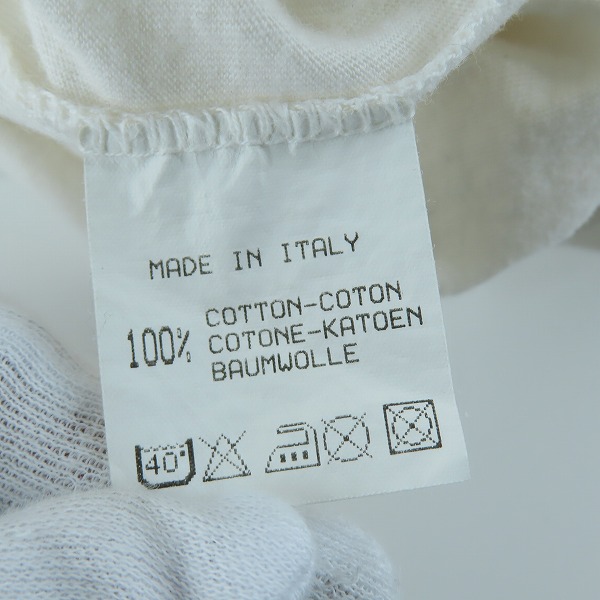 MADE IN ITALY
100% COTTON-COTON
COTONE-KATOEN
BAUMWOLLE
40°